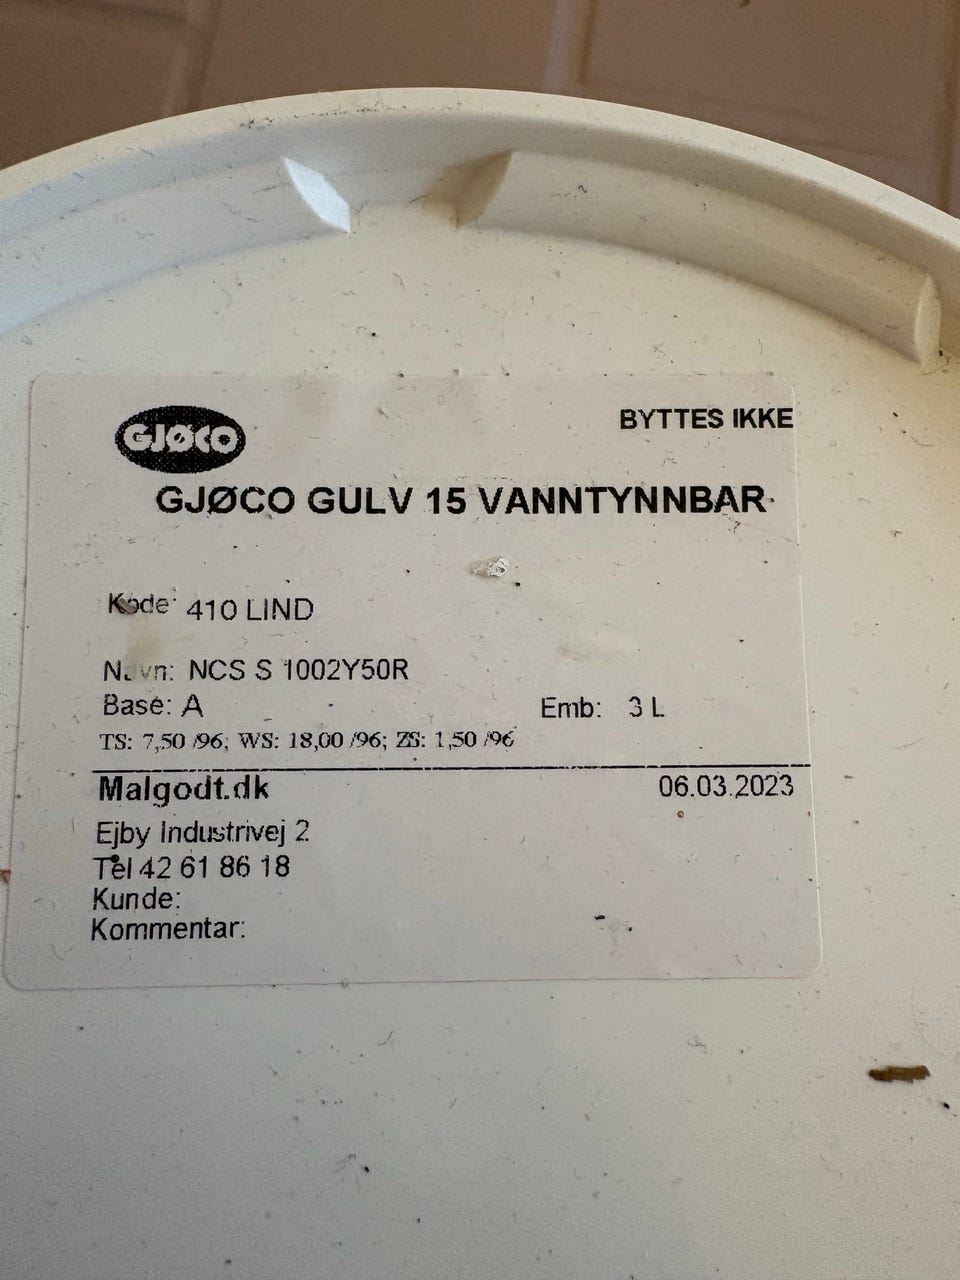 GJØCO
BYTTES IKKE
GJØCO GULV 15 VANNTYNNBAR
Kode: 410 LIND
Navn: NCS S 1002Y50R
Base: A Emb: 3 L
TS: 7,50 /96; WS: 18,00 /96; ZS: 1,50 /96
Malgodt.dk 06.03.2023
Ejby Industrivej 2
Tel 42 61 86 18
Kunde:
Kommentar: